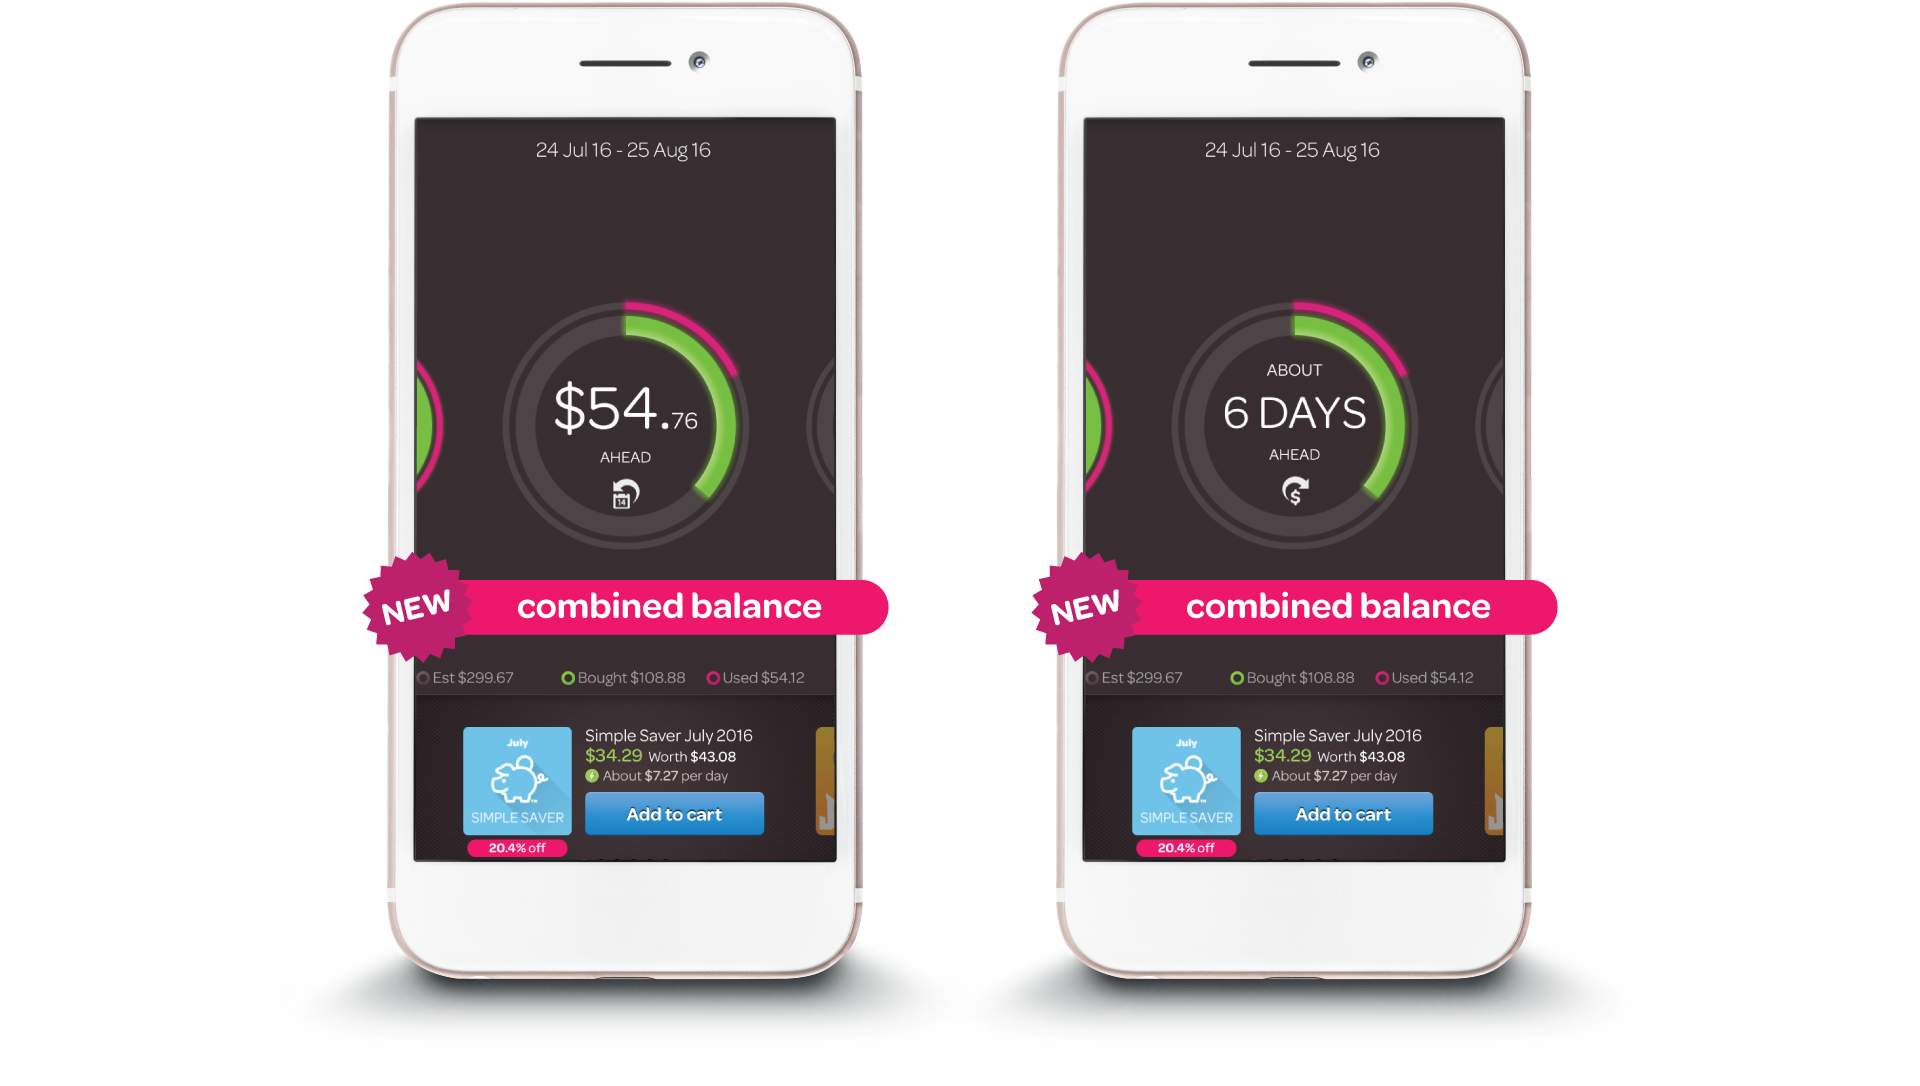 24 Jul 16 - 25 Aug 16
$54.76
AHEAD
14
NEW
combined balance
Est $299.67
Bought $108.88
Used $54.12
July
SIMPLE SAVER
20.4% off
Simple Saver July 2016
$34.29 Worth $43.08
About $7.27 per day
Add to cart
24 Jul 16 - 25 Aug 16
ABOUT
6 DAYS
AHEAD
$
NEW
combined balance
Est $299.67
Bought $108.88
Used $54.12
July
SIMPLE SAVER
20.4% off
Simple Saver July 2016
$34.29 Worth $43.08
About $7.27 per day
Add to cart